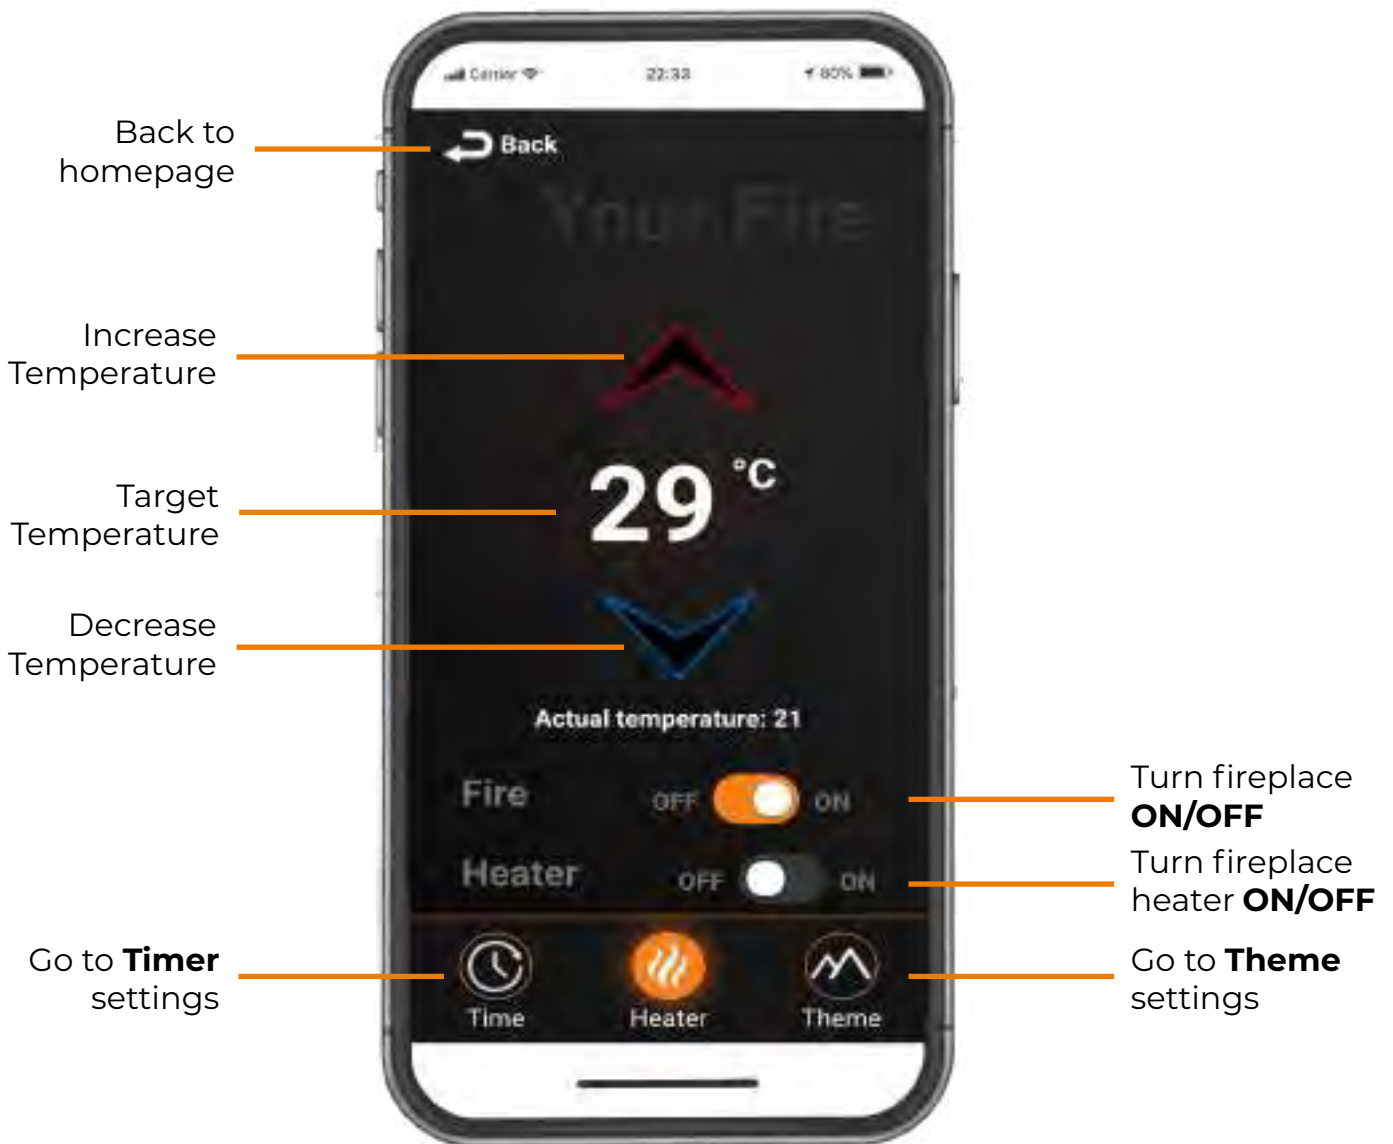 Carrier
22:33
80%
Back to
homepage
Back
Your Fire
Increase
Temperature
29 °C
Target
Temperature
Decrease
Temperature
Actual temperature: 21
Fire OFF ON
Turn fireplace
ON/OFF
Heater OFF ON
Turn fireplace
heater ON/OFF
Go to Timer
settings
Time
Heater
Theme
Go to Theme
settings